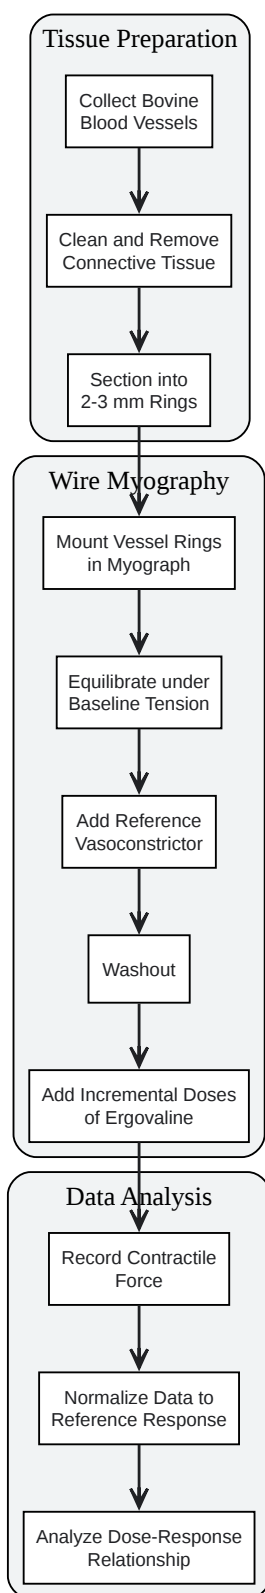 Tissue Preparation
Collect Bovine
Blood Vessels
Clean and Remove
Connective Tissue
Section into
2-3 mm Rings
Wire Myography
Mount Vessel Rings
in Myograph
Equilibrate under
Baseline Tension
Add Reference
Vasoconstrictor
Washout
Add Incremental Doses
of Ergovaline
Data Analysis
Record Contractile
Force
Normalize Data to
Reference Response
Analyze Dose-Response
Relationship